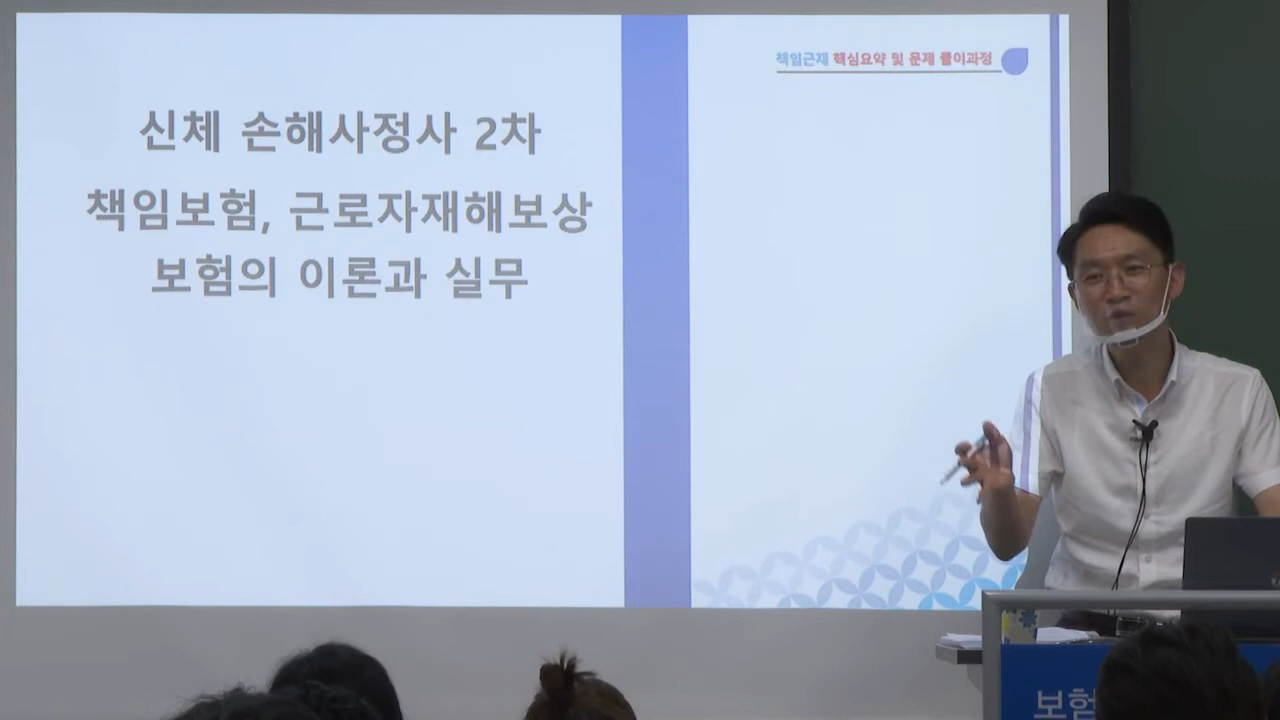 책임근재 핵심요약 및 문제 풀이과정
신체 손해사정사 2차
책임보험, 근로자재해보상
보험의 이론과 실무
보험